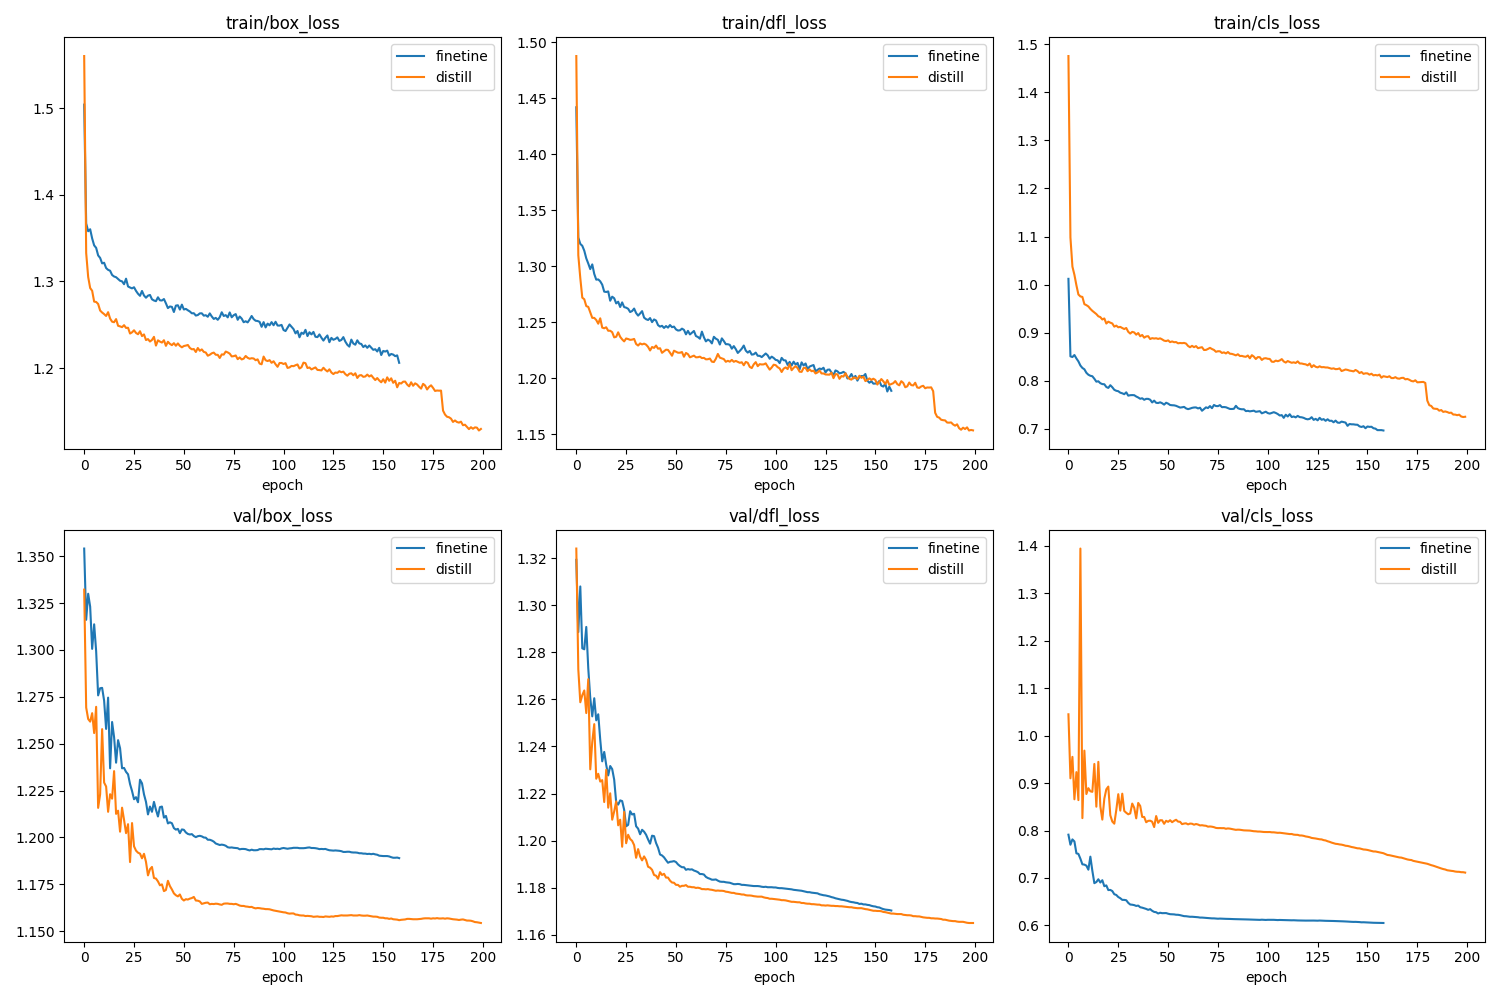 train/box_loss
finetine
distill
1.5
1.4
1.3
1.2
0 25 50 75 100 125 150 175 200
epoch
train/dfl_loss
finetine
distill
1.50
1.45
1.40
1.35
1.30
1.25
1.20
1.15
0 25 50 75 100 125 150 175 200
epoch
train/cls_loss
finetine
distill
1.5
1.4
1.3
1.2
1.1
1.0
0.9
0.8
0.7
0 25 50 75 100 125 150 175 200
epoch
val/box_loss
finetine
distill
1.350
1.325
1.300
1.275
1.250
1.225
1.200
1.175
1.150
0 25 50 75 100 125 150 175 200
epoch
val/dfl_loss
finetine
distill
1.32
1.30
1.28
1.26
1.24
1.22
1.20
1.18
1.16
0 25 50 75 100 125 150 175 200
epoch
val/cls_loss
finetine
distill
1.4
1.3
1.2
1.1
1.0
0.9
0.8
0.7
0.6
0 25 50 75 100 125 150 175 200
epoch